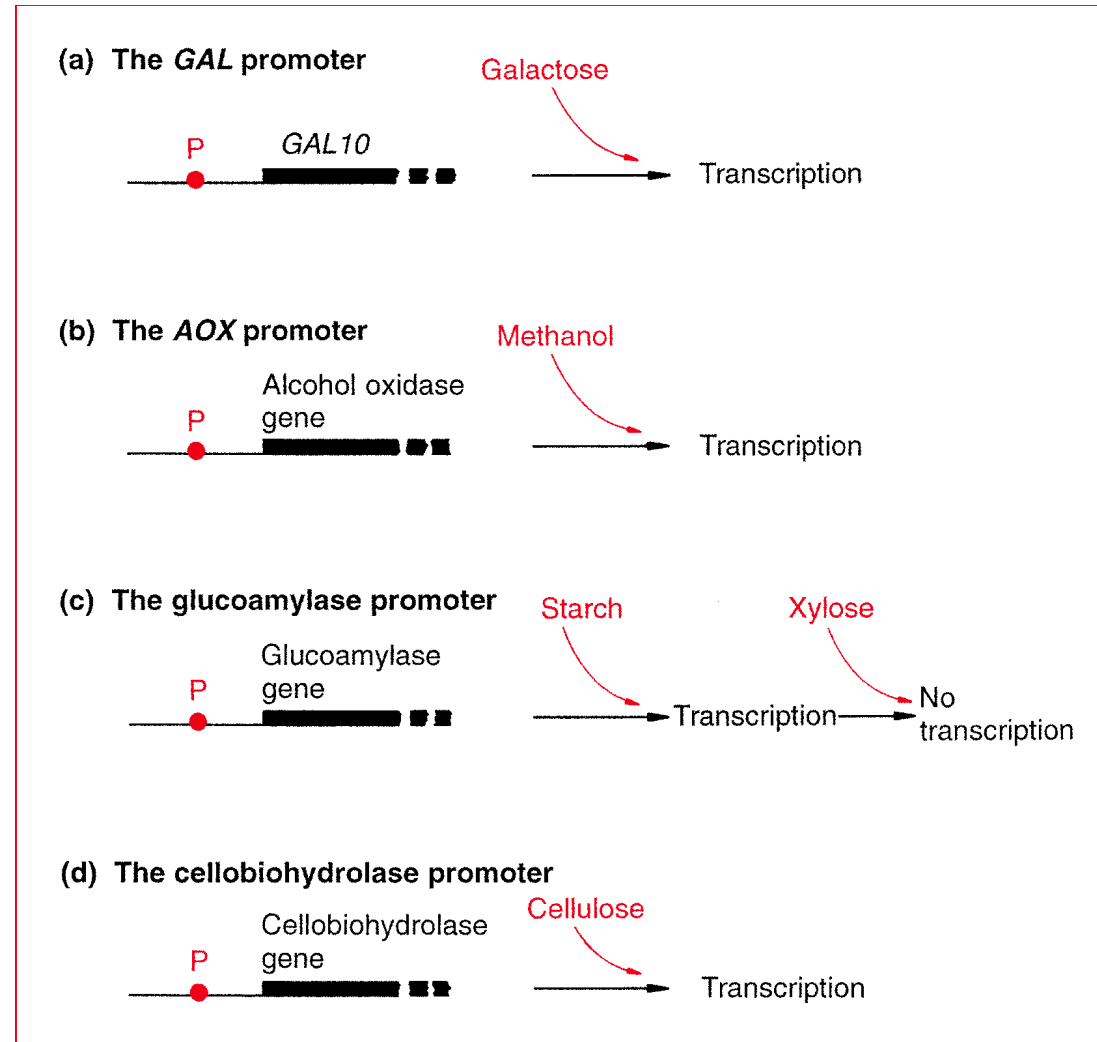 (a) The GAL promoter
Galactose
P
GAL10
Transcription
(b) The AOX promoter
Methanol
Alcohol oxidase
gene
P
Transcription
(c) The glucoamylase promoter
Starch
Xylose
Glucoamylase
gene
P
Transcription
No
transcription
(d) The cellobiohydrolase promoter
Cellulose
Cellobiohydrolase
gene
P
Transcription